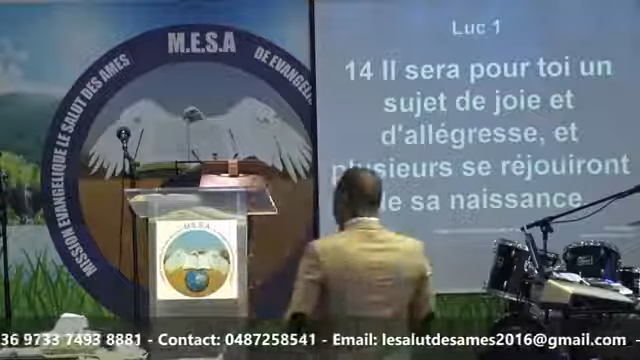 Luc 1
14 Il sera pour toi un
sujet de joie et
d'allégresse, et
plusieurs se réjouiront
de sa naissance.
M.E.S.A
MISSION EVANGELIQUE LE SALUT DES AMES
DE EVANGELI
M.E.S.A
36 9733 7493 8881 - Contact: 0487258541 - Email: lesalutdesames2016@gmail.com